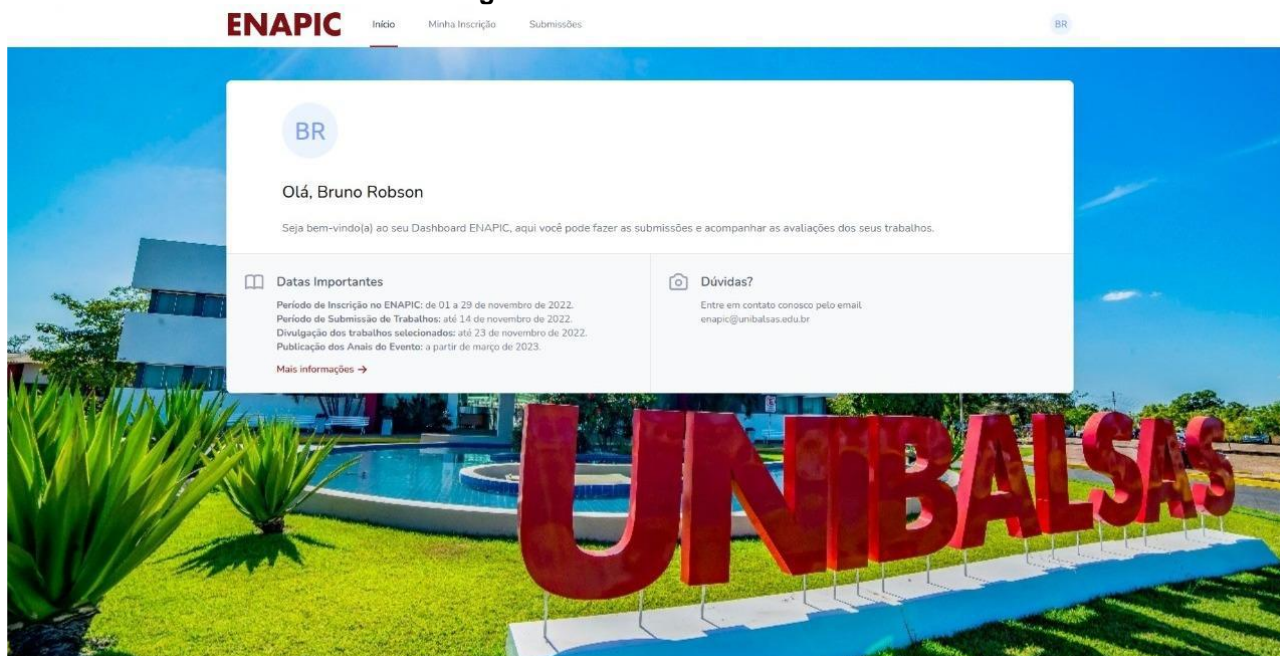 ENAPIC
Início
Minha Inscrição
Submissões
BR
BR
Olá, Bruno Robson
Seja bem-vindo(a) ao seu Dashboard ENAPIC, aqui você pode fazer as submissões e acompanhar as avaliações dos seus trabalhos.
Datas Importantes
Período de Inscrição no ENAPIC: de 01 a 29 de novembro de 2022.
Período de Submissão de Trabalhos: até 14 de novembro de 2022.
Divulgação dos trabalhos selecionados: até 23 de novembro de 2022.
Publicação dos Anais do Evento: a partir de março de 2023.
Mais informações →
Dúvidas?
Entre em contato conosco pelo email
enapic@unibalsas.edu.br
UNIBALSAS